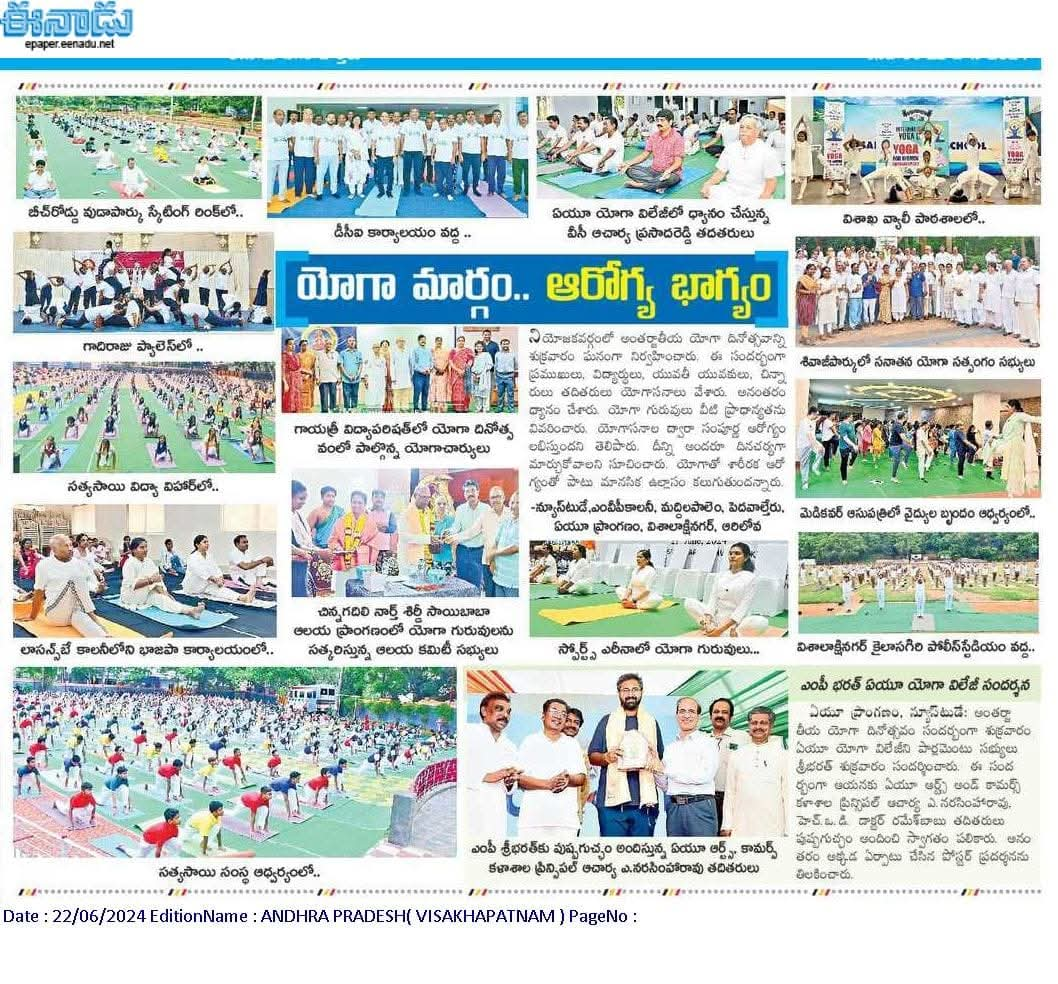 ఈనాడు
epaper.eenadu.net
బీచ్‌రోడ్డు వుడాపార్కు స్కేటింగ్ రింక్‌లో..
డీసీఐ కార్యాలయం వద్ద ..
ఏయూ యోగా విలేజ్‌లో ధ్యానం చేస్తున్న
వీసీ ఆచార్య ప్రసాదరెడ్డి తదితరులు
YOGA
విశాఖ వ్యాలీ పాఠశాలలో..
గాదిరాజు ప్యాలెస్‌లో ..
యోగా మార్గం.. ఆరోగ్య భాగ్యం
శివాజీపార్కులో సనాతన యోగా సత్సంగం సభ్యులు
గాయత్రీ విద్యాపరిషత్‌లో యోగా దినోత్స
వంలో పాల్గొన్న యోగాచార్యులు
నియోజకవర్గంలో అంతర్జాతీయ యోగా దినోత్సవాన్ని
శుక్రవారం ఘనంగా నిర్వహించారు. ఈ సందర్భంగా
ప్రముఖులు, విద్యార్థులు, యువతీ యువకులు, చిన్నా
రులు తదితరులు యోగాసనాలు వేశారు. అనంతరం
ధ్యానం చేశారు. యోగా గురువులు వీటి ప్రాధాన్యతను
వివరించారు. యోగాసనాల ద్వారా సంపూర్ణ ఆరోగ్యం
లభిస్తుందని తెలిపారు. దీన్ని అందరూ దినచర్యగా
మార్చుకోవాలని సూచించారు. యోగాతో శారీరక ఆరో
గ్యంతో పాటు మానసిక ఉల్లాసం కలుగుతుందన్నారు.
-న్యూస్‌టుడే,ఎంవీపీకాలనీ, మద్దిలపాలెం, పెదవాల్తేరు,
ఏయూ ప్రాంగణం, విశాలాక్షినగర్, ఆరిలోవ
సత్యసాయి విద్యా విహార్‌లో..
మెడికవర్ ఆసుపత్రిలో వైద్యుల బృందం ఆధ్వర్యంలో..
లాసన్స్‌బే కాలనీలోని భాజపా కార్యాలయంలో..
చినగదిలి నార్త్ శిర్డీ సాయిబాబా
ఆలయ ప్రాంగణంలో యోగా గురువులను
సత్కరిస్తున్న ఆలయ కమిటీ సభ్యులు
స్పోర్ట్స్ ఎరీనాలో యోగా గురువులు...
విశాలాక్షినగర్ కైలాసగిరి పోలీస్‌స్టేడియం వద్ద..
సత్యసాయి సంస్థ ఆధ్వర్యంలో..
ఎంపీ శ్రీభరత్‌కు పుష్పగుచ్ఛం అందిస్తున్న ఏయూ ఆర్ట్స్, కామర్స్
కళాశాల ప్రిన్సిపల్ ఆచార్య ఎ.నరసింహారావు తదితరులు
ఎంపీ భరత్ ఏయూ యోగా విలేజీ సందర్శన
ఏయూ ప్రాంగణం, న్యూస్‌టుడే: అంతర్జా
తీయ యోగా దినోత్సవం సందర్భంగా శుక్రవారం
ఏయూ యోగా విలేజీని పార్లమెంటు సభ్యులు
శ్రీభరత్ శుక్రవారం సందర్శించారు. ఈ సంద
ర్భంగా ఆయనకు ఏయూ ఆర్ట్స్ అండ్ కామర్స్
కళాశాల ప్రిన్సిపల్ ఆచార్య ఎ.నరసింహారావు,
హెచ్.ఒ.డి. డాక్టర్ రమేశ్‌బాబు తదితరులు
పుష్పగుచ్ఛం అందించి స్వాగతం పలికారు. అనం
తరం అక్కడ ఏర్పాటు చేసిన పోస్టర్ ప్రదర్శనను
తిలకించారు.
Date : 22/06/2024 EditionName : ANDHRA PRADESH( VISAKHAPATNAM ) PageNo :